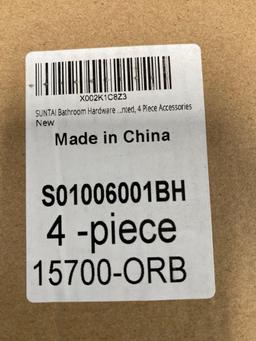 X002K1C8Z3
SUNTAI Bathroom Hardware ...nted, 4 Piece Accessories
New
Made in China
S01006001BH
4 -piece
15700-ORB